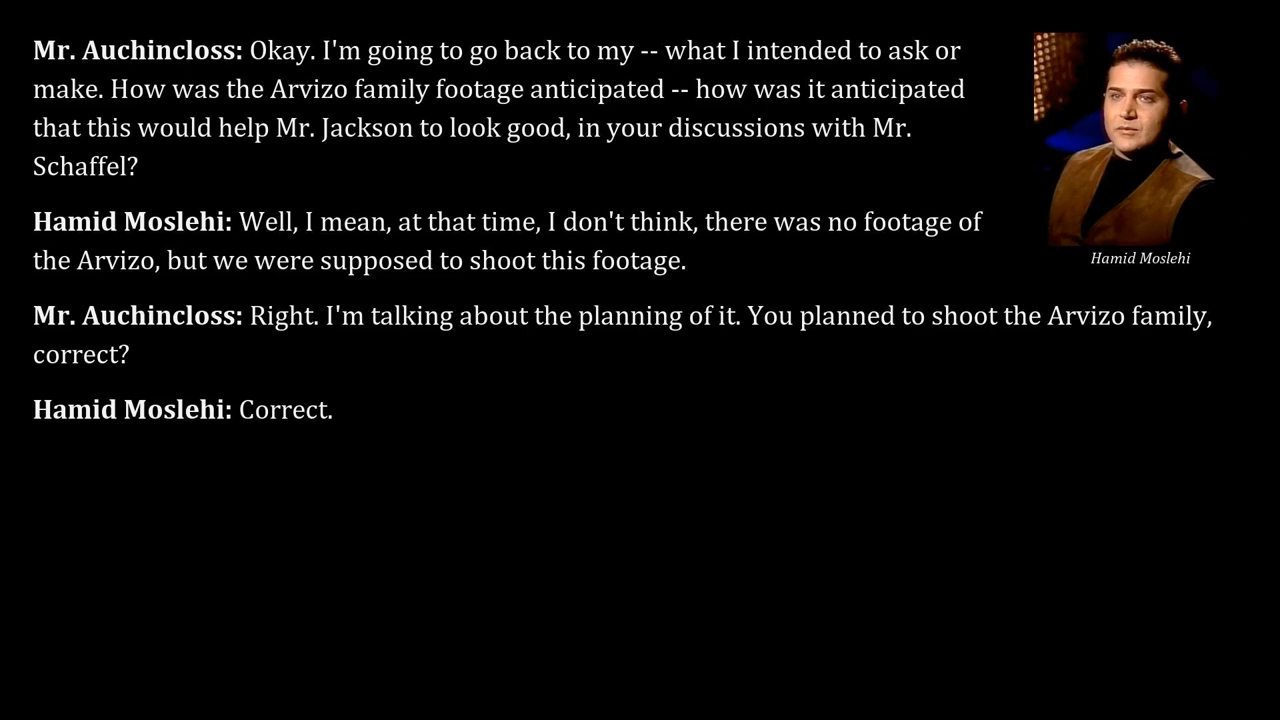 Mr. Auchincloss: Okay. I'm going to go back to my -- what I intended to ask or
make. How was the Arvizo family footage anticipated -- how was it anticipated
that this would help Mr. Jackson to look good, in your discussions with Mr.
Schaffel?
Hamid Moslehi: Well, I mean, at that time, I don't think, there was no footage of
the Arvizo, but we were supposed to shoot this footage.
Hamid Moslehi
Mr. Auchincloss: Right. I'm talking about the planning of it. You planned to shoot the Arvizo family,
correct?
Hamid Moslehi: Correct.